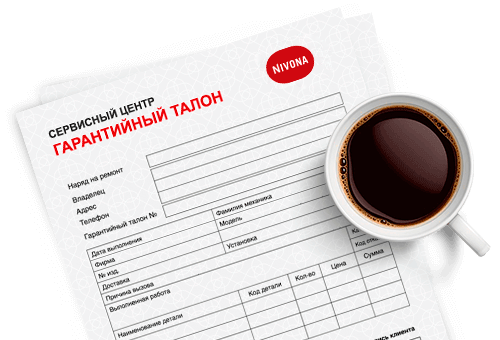 NIVONA
СЕРВИСНЫЙ ЦЕНТР
ГАРАНТИЙНЫЙ ТАЛОН
Наряд на ремонт
Владелец
Адрес
Телефон
Гарантийный талон №
Дата выполнения Фамилия механика
Фирма Модель
№ изд.
Доставка Установка
Причина вызова
Выполненная работа
Наименование детали Код детали Кол-во Цена Сумма
клиента